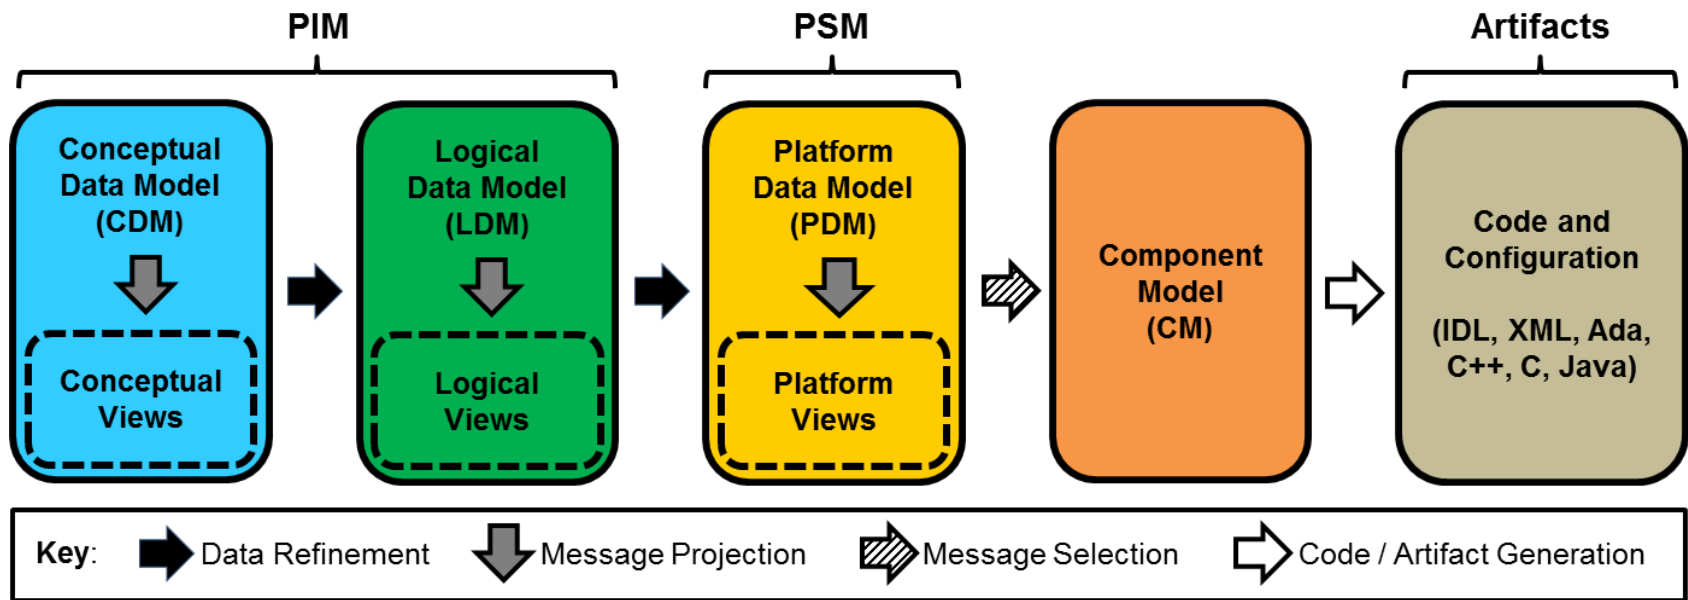 PIM
PSM
Artifacts
Conceptual
Data Model
(CDM)
Conceptual
Views
Logical
Data Model
(LDM)
Logical
Views
Platform
Data Model
(PDM)
Platform
Views
Component
Model
(CM)
Code and
Configuration
(IDL, XML, Ada,
C++, C, Java)
Key: Data Refinement Message Projection Message Selection Code / Artifact Generation